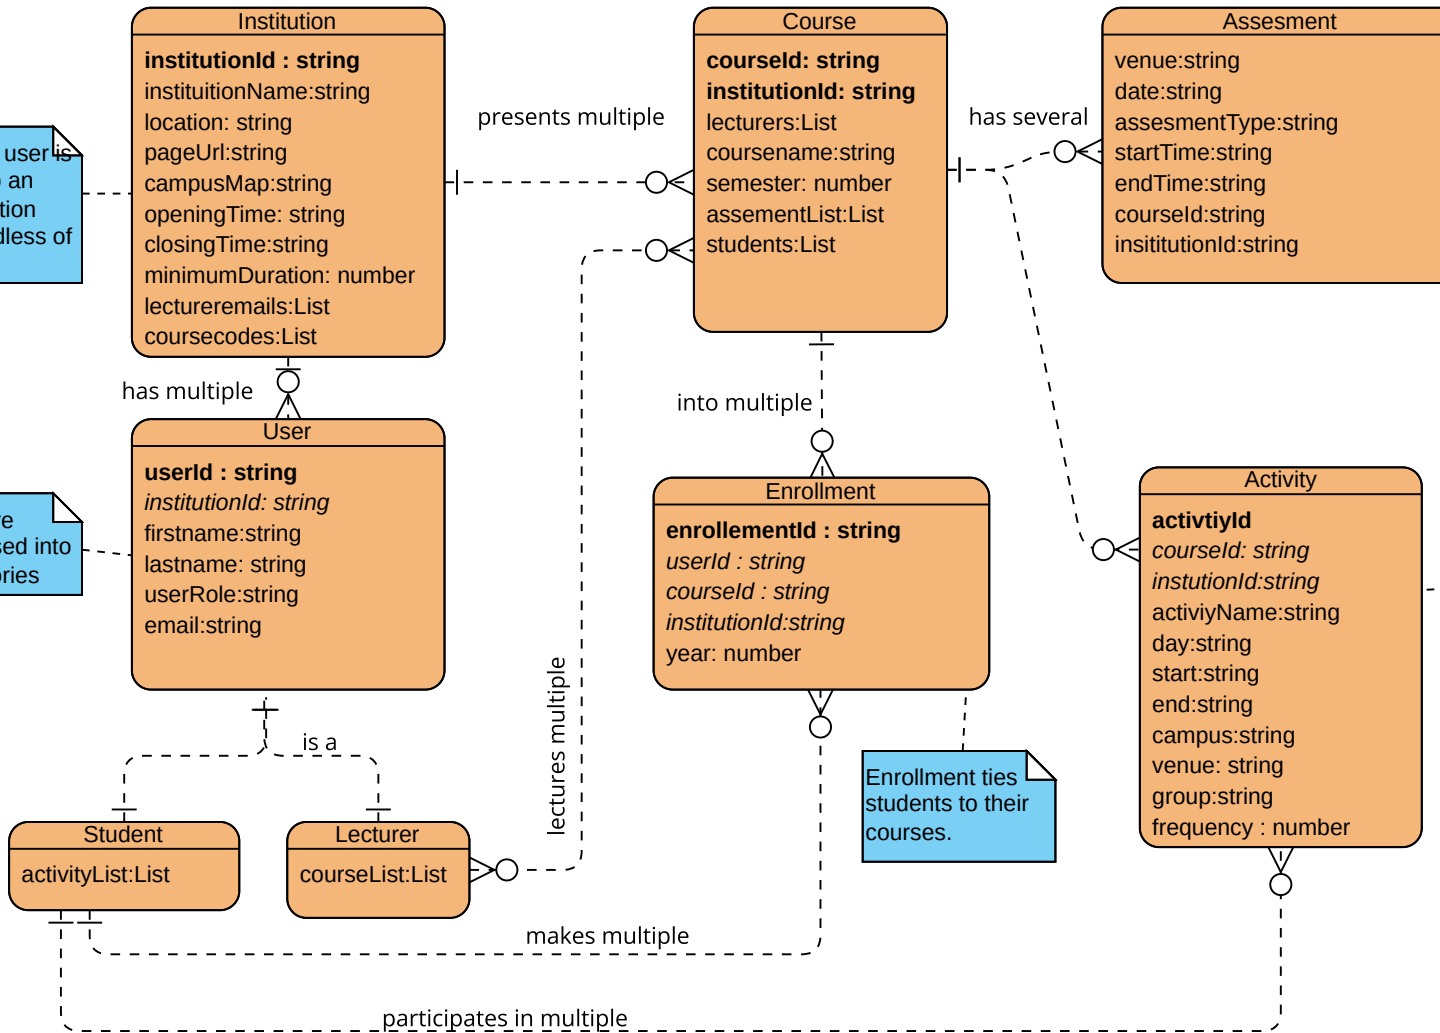 Institution
institutionId : string
instituitionName:string
location: string
pageUrl:string
campusMap:string
openingTime: string
closingTime:string
minimumDuration: number
lectureremails:List
coursecodes:List
presents multiple
Course
courseId: string
institutionId: string
lecturers:List
coursename:string
semester: number
assementList:List
students:List
has several
Assesment
venue:string
date:string
assesmentType:string
startTime:string
endTime:string
courseId:string
insititutionId:string
user is
an
dless of
has multiple
User
userId : string
institutionId: string
firstname:string
lastname: string
userRole:string
email:string
into
into multiple
Enrollment
enrollementId : string
userId : string
courseId : string
institutionId:string
year: number
Activity
activtiyId
courseId: string
instutionId:string
activiyName:string
day:string
start:string
end:string
campus:string
venue: string
group:string
frequency : number
is a
lectures multiple
Enrollment ties
students to their
courses.
Student
activityList:List
Lecturer
courseList:List
makes multiple
participates in multiple